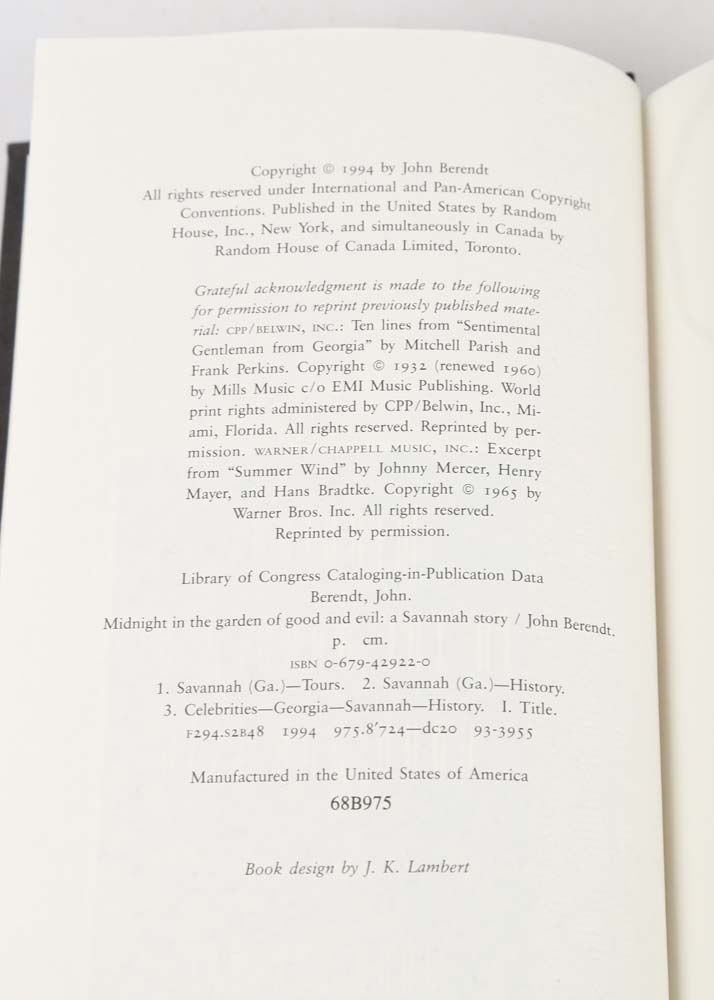 Copyright © 1994 by John Berendt
All rights reserved under International and Pan-American Copyright
Conventions. Published in the United States by Random
House, Inc., New York, and simultaneously in Canada by
Random House of Canada Limited, Toronto.
Grateful acknowledgment is made to the following
for permission to reprint previously published mate-
rial: CPP/BELWIN, INC.: Ten lines from “Sentimental
Gentleman from Georgia” by Mitchell Parish and
Frank Perkins. Copyright © 1932 (renewed 1960)
by Mills Music c/o EMI Music Publishing. World
print rights administered by CPP/Belwin, Inc., Mi-
ami, Florida. All rights reserved. Reprinted by per-
mission. WARNER/CHAPPELL MUSIC, INC.: Excerpt
from “Summer Wind” by Johnny Mercer, Henry
Mayer, and Hans Bradtke. Copyright © 1965 by
Warner Bros. Inc. All rights reserved.
Reprinted by permission.
Library of Congress Cataloging-in-Publication Data
Berendt, John.
Midnight in the garden of good and evil: a Savannah story / John Berendt.
p. cm.
ISBN 0-679-42922-0
1. Savannah (Ga.)—Tours. 2. Savannah (Ga.)—History.
3. Celebrities—Georgia—Savannah—History. I. Title.
F294.S2B48 1994 975.8′724—dc20 93-3955
Manufactured in the United States of America
68B975
Book design by J. K. Lambert